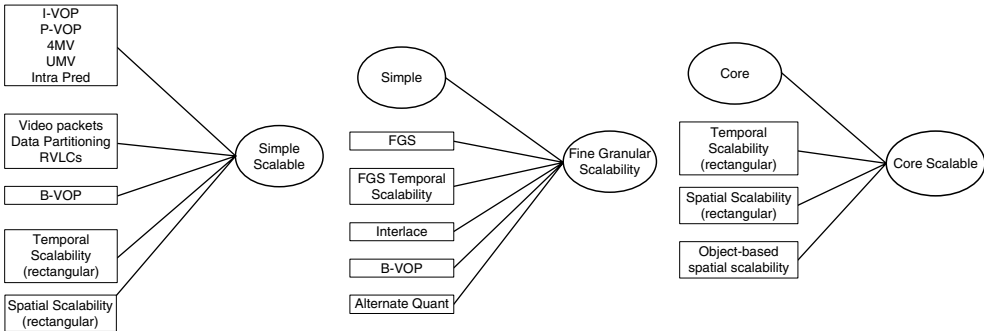 I-VOP
P-VOP
4MV
UMV
Intra Pred
Video packets
Data Partitioning
RVLCs
B-VOP
Temporal
Scalability
(rectangular)
Spatial Scalability
(rectangular)
Simple
Scalable
Simple
FGS
FGS Temporal
Scalability
Interlace
B-VOP
Alternate Quant
Fine Granular
Scalability
Core
Temporal
Scalability
(rectangular)
Spatial Scalability
(rectangular)
Object-based
spatial scalability
Core Scalable